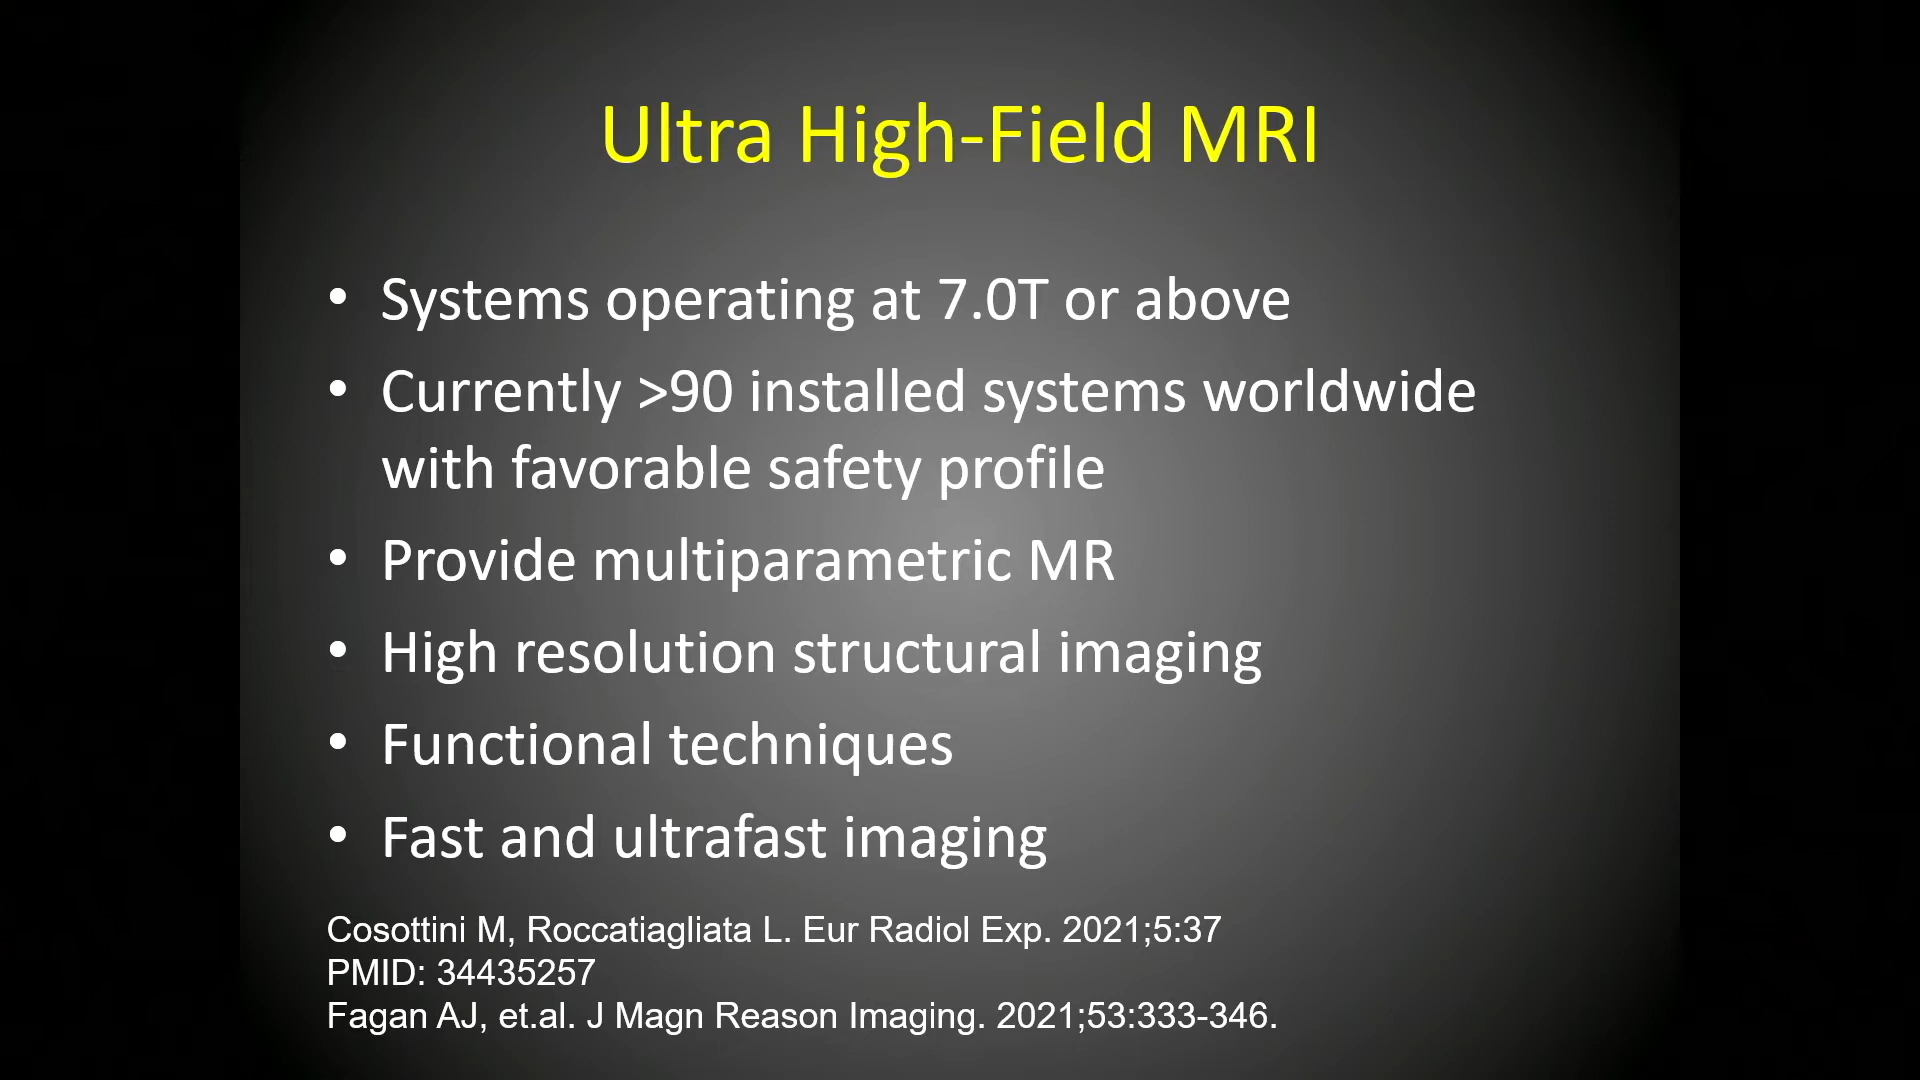 Ultra High-Field MRI
• Systems operating at 7.0T or above
• Currently >90 installed systems worldwide
with favorable safety profile
• Provide multiparametric MR
• High resolution structural imaging
• Functional techniques
• Fast and ultrafast imaging
Cosottini M, Roccatiagliata L. Eur Radiol Exp. 2021;5:37
PMID: 34435257
Fagan AJ, et.al. J Magn Reason Imaging. 2021;53:333-346.